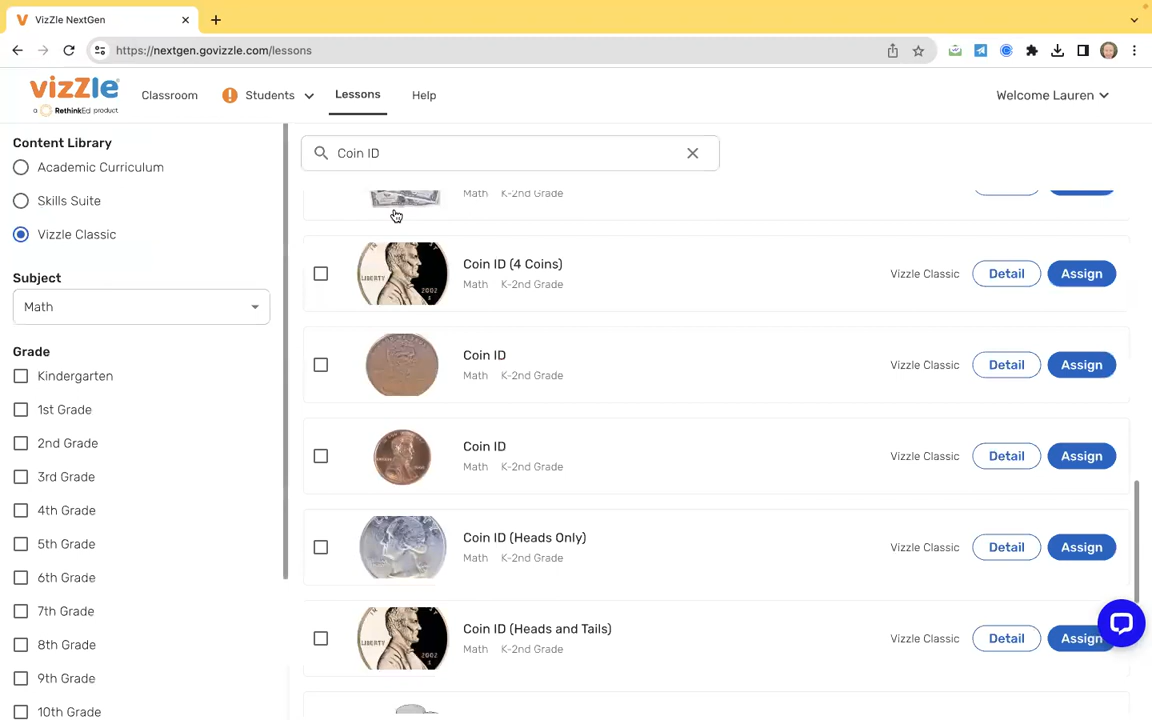 VizZle NextGen
https://nextgen.govizzle.com/lessons
vizZle
a RethinkEd product
Classroom
Students
Lessons
Help
Welcome Lauren
Content Library
Academic Curriculum
Skills Suite
Vizzle Classic
Subject
Math
Grade
Kindergarten
1st Grade
2nd Grade
3rd Grade
4th Grade
5th Grade
6th Grade
7th Grade
8th Grade
9th Grade
10th Grade
Coin ID
Math K-2nd Grade
Coin ID (4 Coins)
Math K-2nd Grade
Vizzle Classic Detail Assign
LIBERTY 2002
Coin ID
Math K-2nd Grade
Vizzle Classic Detail Assign
Coin ID
Math K-2nd Grade
Vizzle Classic Detail Assign
Coin ID (Heads Only)
Math K-2nd Grade
Vizzle Classic Detail Assign
Coin ID (Heads and Tails)
Math K-2nd Grade
Vizzle Classic Detail Assign
LIBERTY 2002